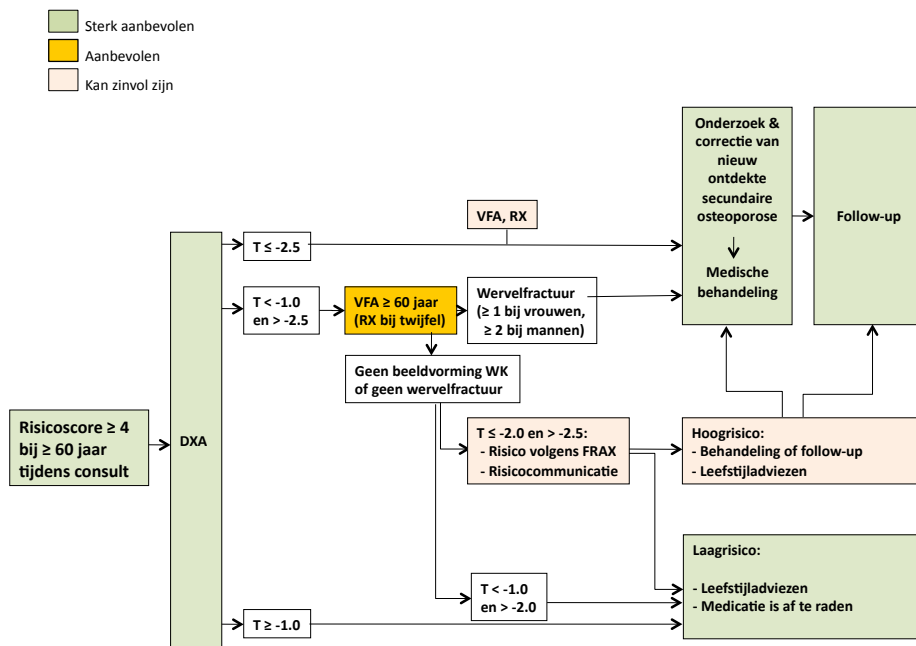 Sterk aanbevolen
Aanbevolen
Kan zinvol zijn
Onderzoek &
correctie van
nieuw
ontdekte
secundaire
osteoporose
Medische
behandeling
Follow-up
VFA, RX
T ≤ -2.5
T < -1.0
en > -2.5
VFA ≥ 60 jaar
(RX bij twijfel)
Wervelfractuur
(≥ 1 bij vrouwen,
≥ 2 bij mannen)
Geen beeldvorming WK
of geen wervelfractuur
Risicoscore ≥ 4
bij ≥ 60 jaar
tijdens consult
DXA
T ≤ -2.0 en > -2.5:
- Risico volgens FRAX
- Risicocommunicatie
Hoogrisico:
- Behandeling of follow-up
- Leefstijladviezen
T < -1.0
en > -2.0
Laagrisico:
- Leefstijladviezen
- Medicatie is af te raden
T ≥ -1.0